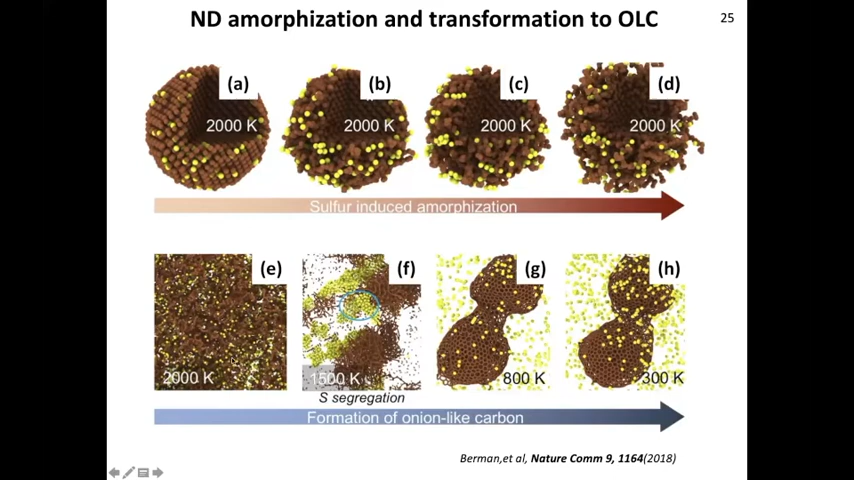 ND amorphization and transformation to OLC
25
(a) (b) (c) (d)
2000 K 2000 K 2000 K 2000 K
Sulfur induced amorphization
(e) (f) (g) (h)
2000 K 1500 K 800 K 300 K
S segregation
Formation of onion-like carbon
Berman,et al, Nature Comm 9, 1164(2018)